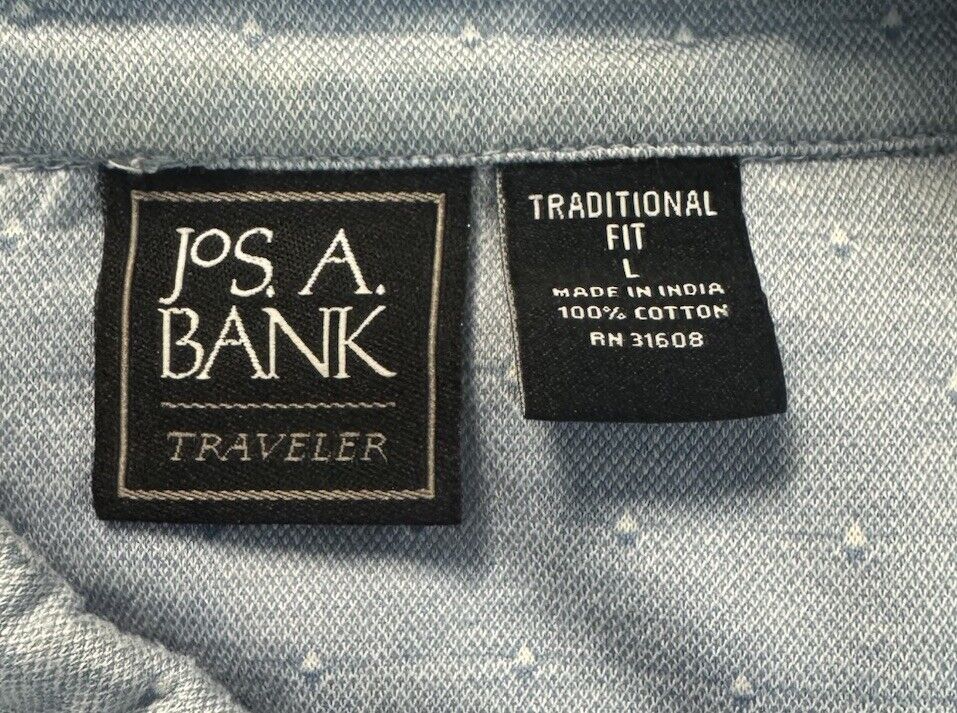 JOS. A.
BANK
TRAVELER
TRADITIONAL
FIT
L
MADE IN INDIA
100% COTTON
RN 31608